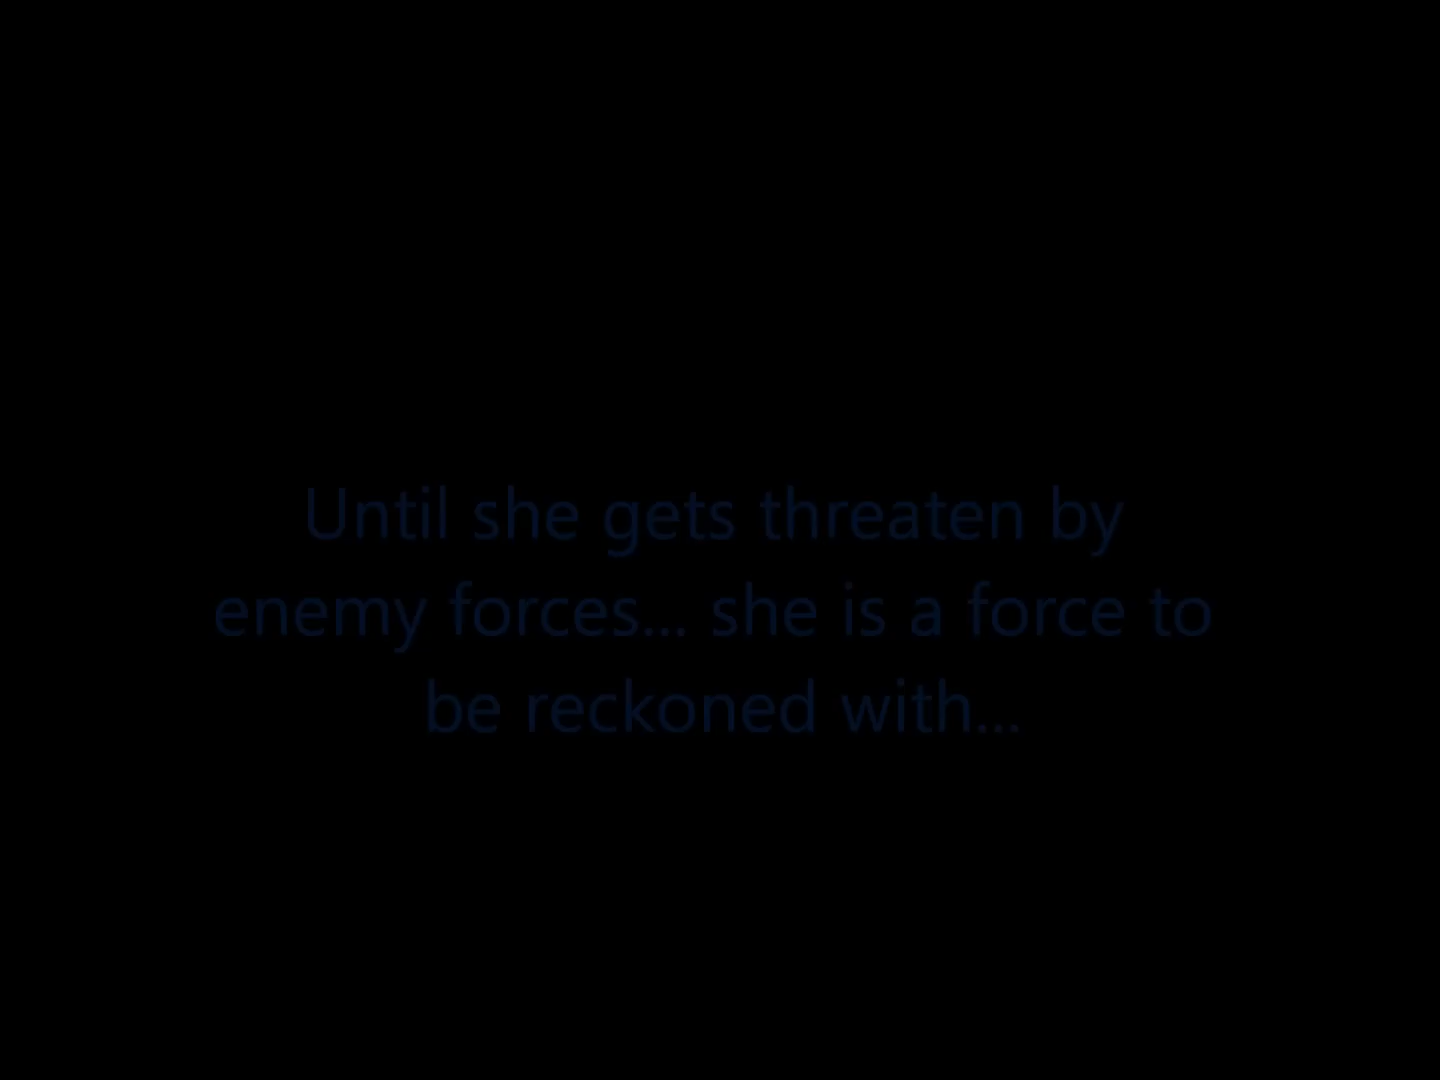 Until she gets threaten by
enemy forces... she is a force to
be reckoned with...